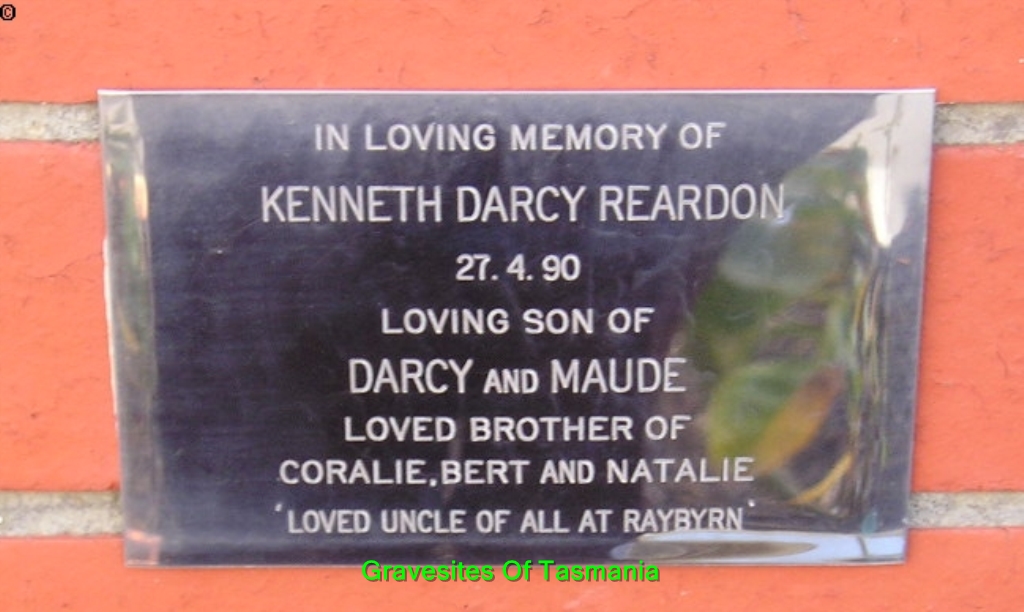 ©
IN LOVING MEMORY OF
KENNETH DARCY REARDON
27. 4. 90
LOVING SON OF
DARCY AND MAUDE
LOVED BROTHER OF
CORALIE, BERT AND NATALIE
'LOVED UNCLE OF ALL AT RAYBYRN'
Gravesites Of Tasmania